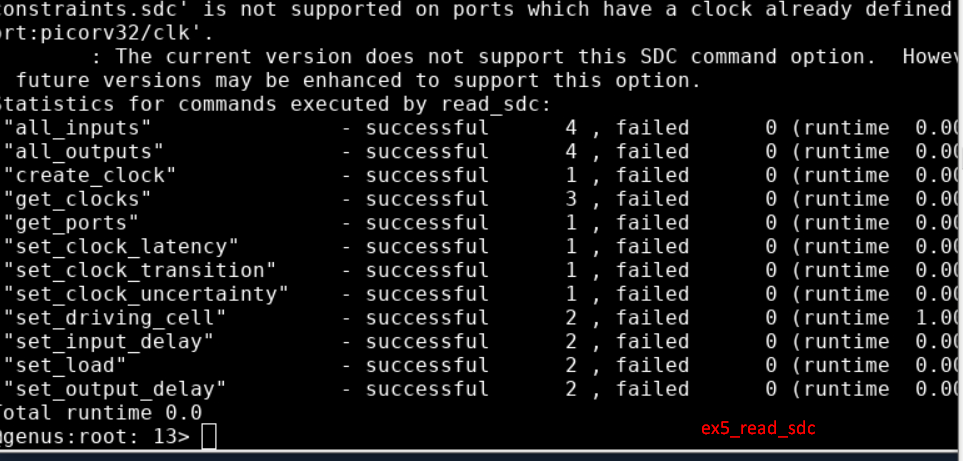 constraints.sdc' is not supported on ports which have a clock already defined
ort:picorv32/clk'.
: The current version does not support this SDC command option. Howev
future versions may be enhanced to support this option.
Statistics for commands executed by read_sdc:
"all_inputs" - successful 4 , failed 0 (runtime 0.00
"all_outputs" - successful 4 , failed 0 (runtime 0.00
"create_clock" - successful 1 , failed 0 (runtime 0.00
"get_clocks" - successful 3 , failed 0 (runtime 0.00
"get_ports" - successful 1 , failed 0 (runtime 0.00
"set_clock_latency" - successful 1 , failed 0 (runtime 0.00
"set_clock_transition" - successful 1 , failed 0 (runtime 0.00
"set_clock_uncertainty" - successful 1 , failed 0 (runtime 0.00
"set_driving_cell" - successful 2 , failed 0 (runtime 1.00
"set_input_delay" - successful 2 , failed 0 (runtime 0.00
"set_load" - successful 2 , failed 0 (runtime 0.00
"set_output_delay" - successful 2 , failed 0 (runtime 0.00
Total runtime 0.0
@genus:root: 13>
ex5_read_sdc